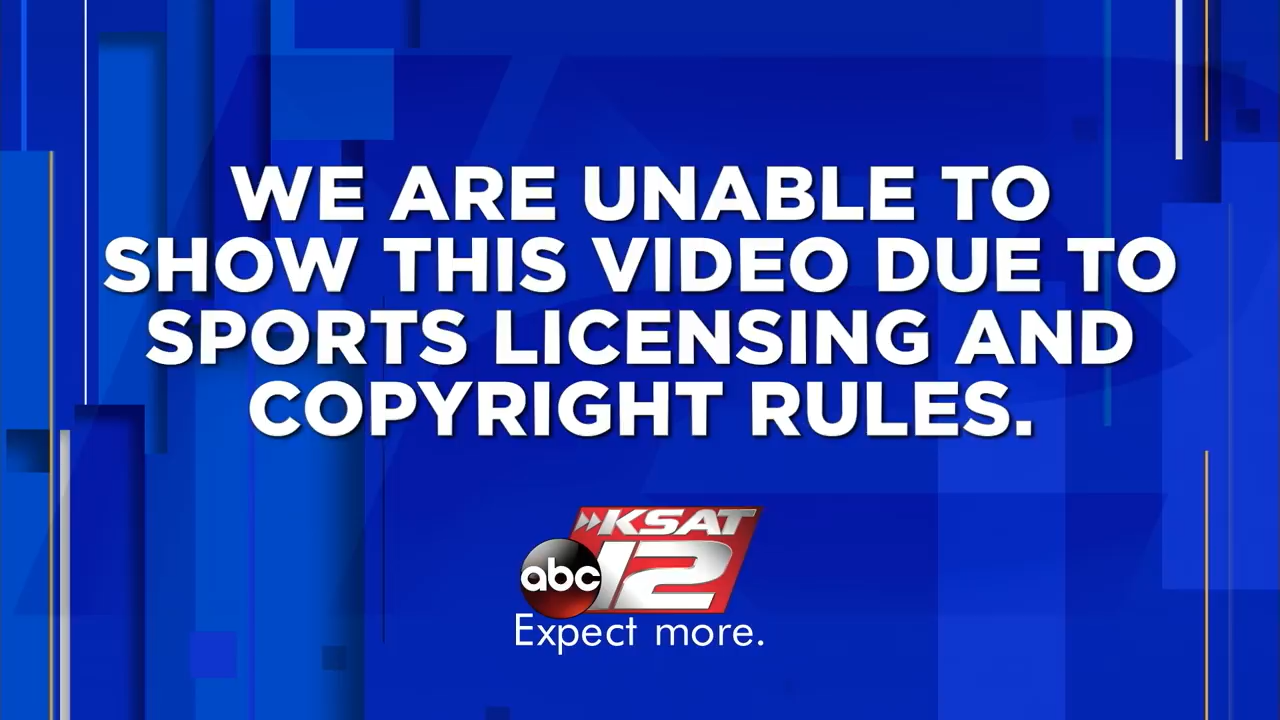 WE ARE UNABLE TO
SHOW THIS VIDEO DUE TO
SPORTS LICENSING AND
COPYRIGHT RULES.
KSAT
abc 12
Expect more.